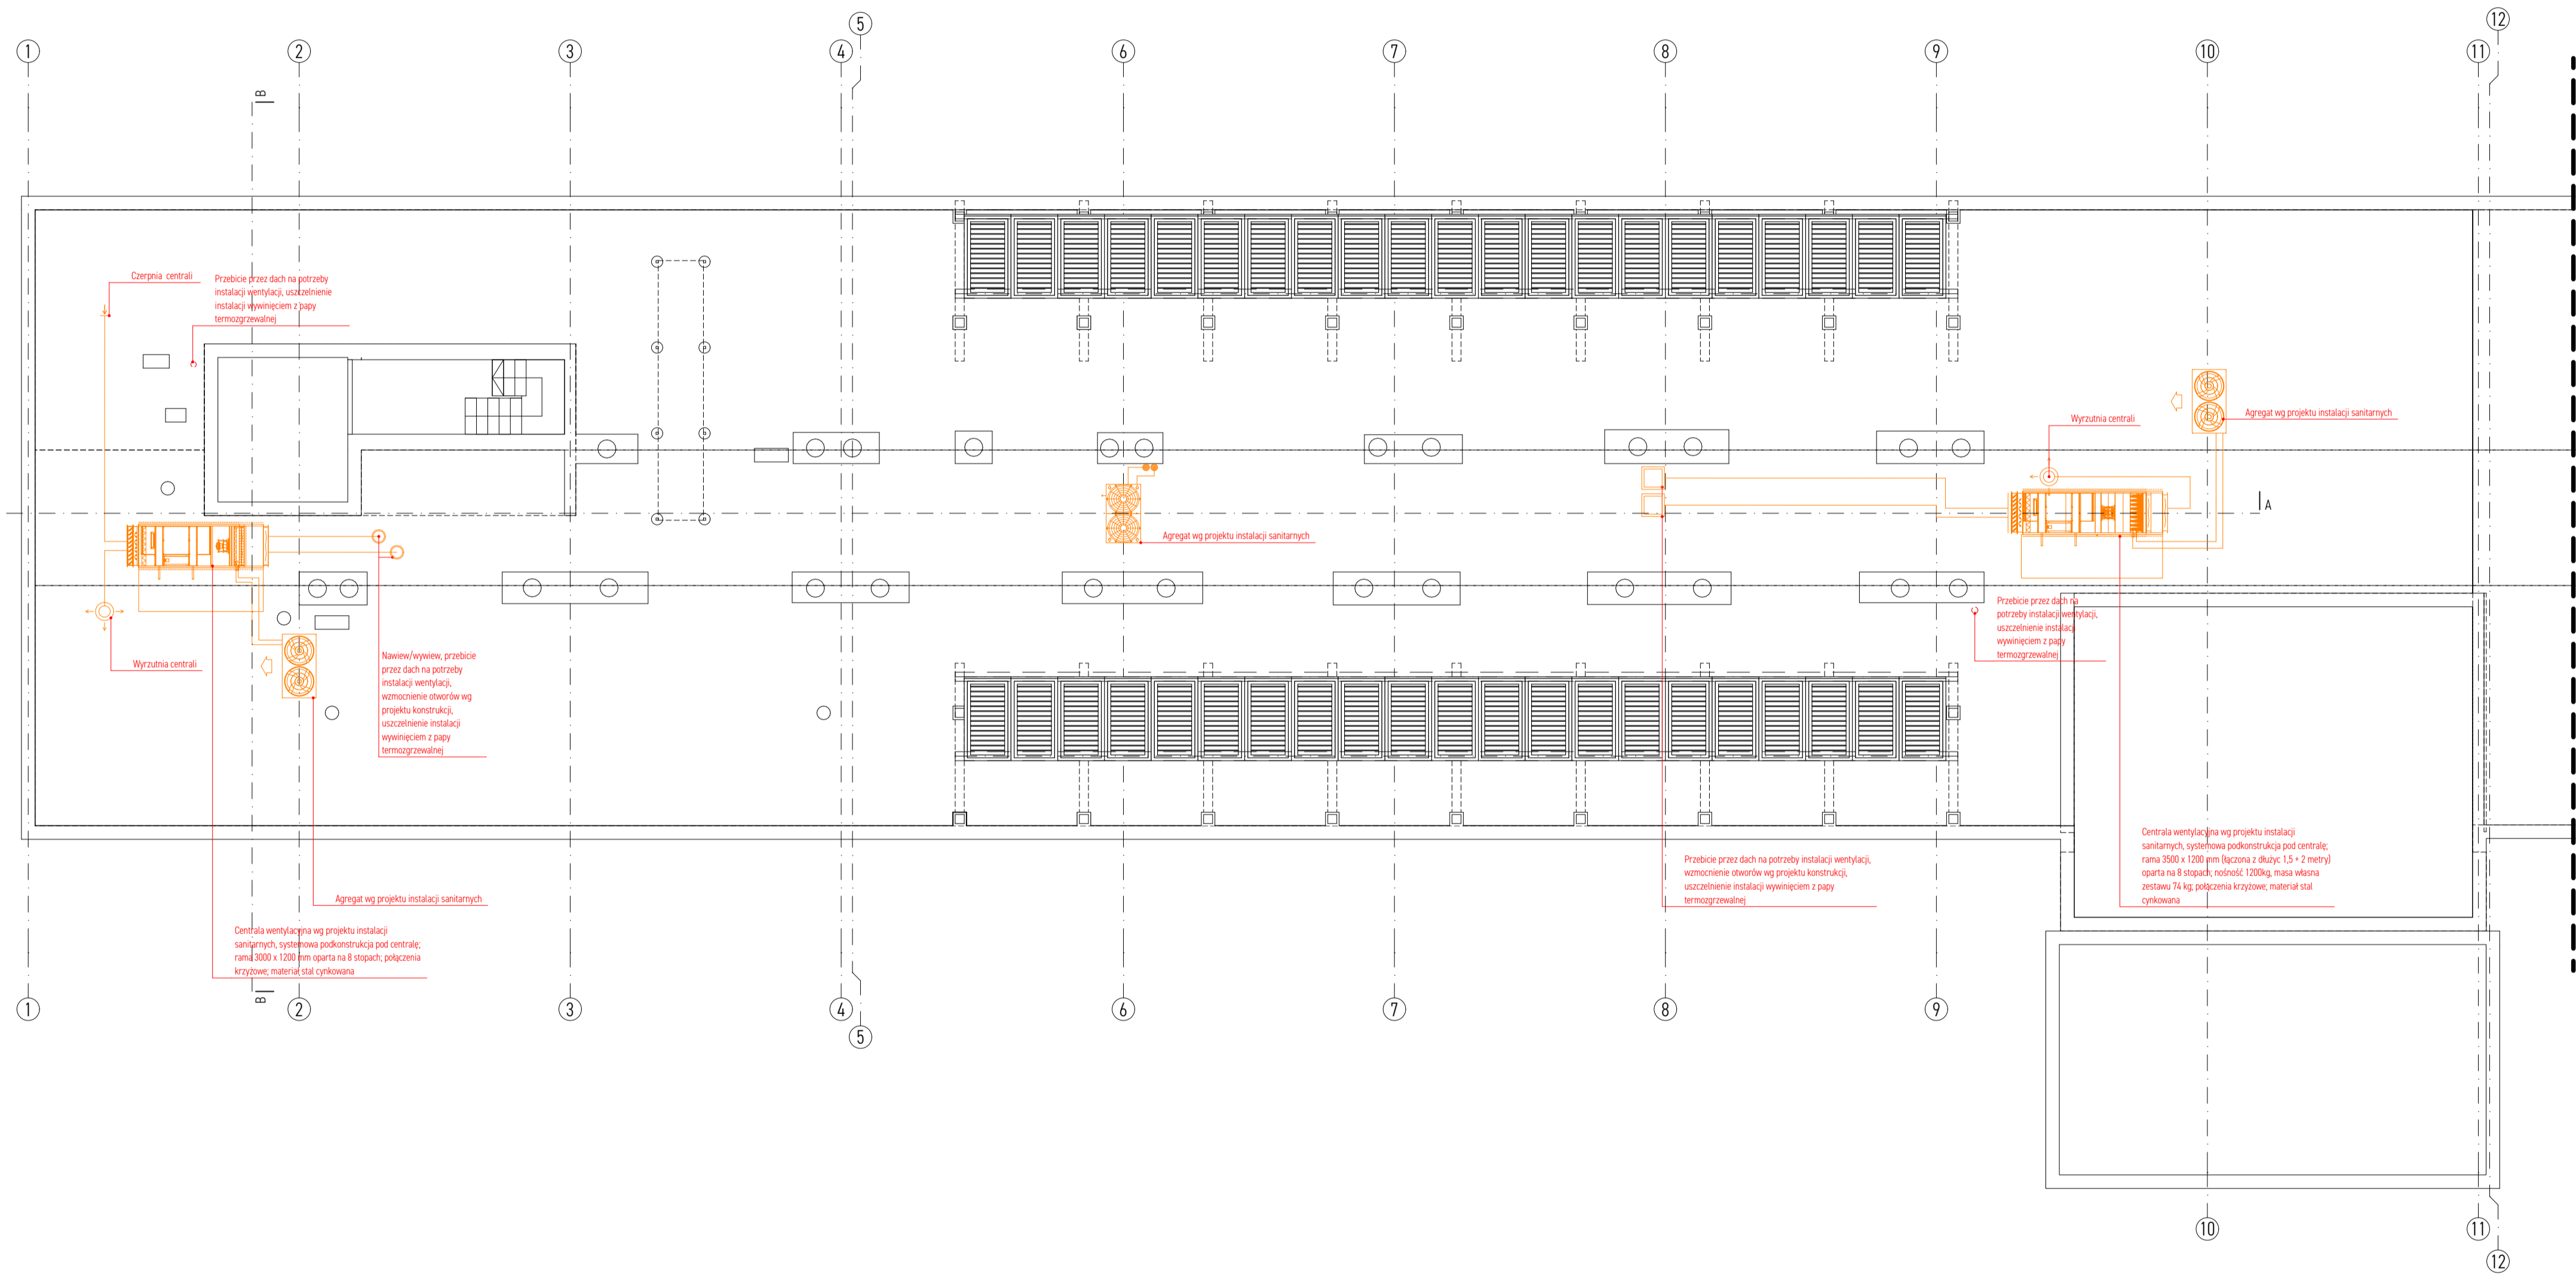 12
5
1
2
3
4
6
7
8
9
10
11
B
Czerpnia centrali
Przebicie przez dach na potrzeby
instalacji wentylacji, uszczelnienie
instalacji wywinięciem z papy
termozgrzewalnej
Wyrzutnia centrali
Agregat wg projektu instalacji sanitarnych
A
Agregat wg projektu instalacji sanitarnych
Przebicie przez dach na
potrzeby instalacji wentylacji,
uszczelnienie instalacji
wywinięciem z papy
termozgrzewalnej
Wyrzutnia centrali
Nawiew/wywiew, przebicie
przez dach na potrzeby
instalacji wentylacji,
wzmocnienie otworów wg
projektu konstrukcji,
uszczelnienie instalacji
wywinięciem z papy
termozgrzewalnej
Centrala wentylacyjna wg projektu instalacji
sanitarnych, systemowa podkonstrukcja pod centralę;
rama 3500 x 1200 mm (łączona z dłużyc 1,5 + 2 metry)
oparta na 8 stopach; nośność 1200kg, masa własna
zestawu 74 kg; połączenia krzyżowe; materiał stal
cynkowana
Przebicie przez dach na potrzeby instalacji wentylacji,
wzmocnienie otworów wg projektu konstrukcji,
uszczelnienie instalacji wywinięciem z papy
termozgrzewalnej
Agregat wg projektu instalacji sanitarnych
Centrala wentylacyjna wg projektu instalacji
sanitarnych, systemowa podkonstrukcja pod centralę;
rama 3000 x 1200 mm oparta na 8 stopach; połączenia
krzyżowe; materiał stal cynkowana
B
1
2
3
4
6
7
8
9
5
10
11
12